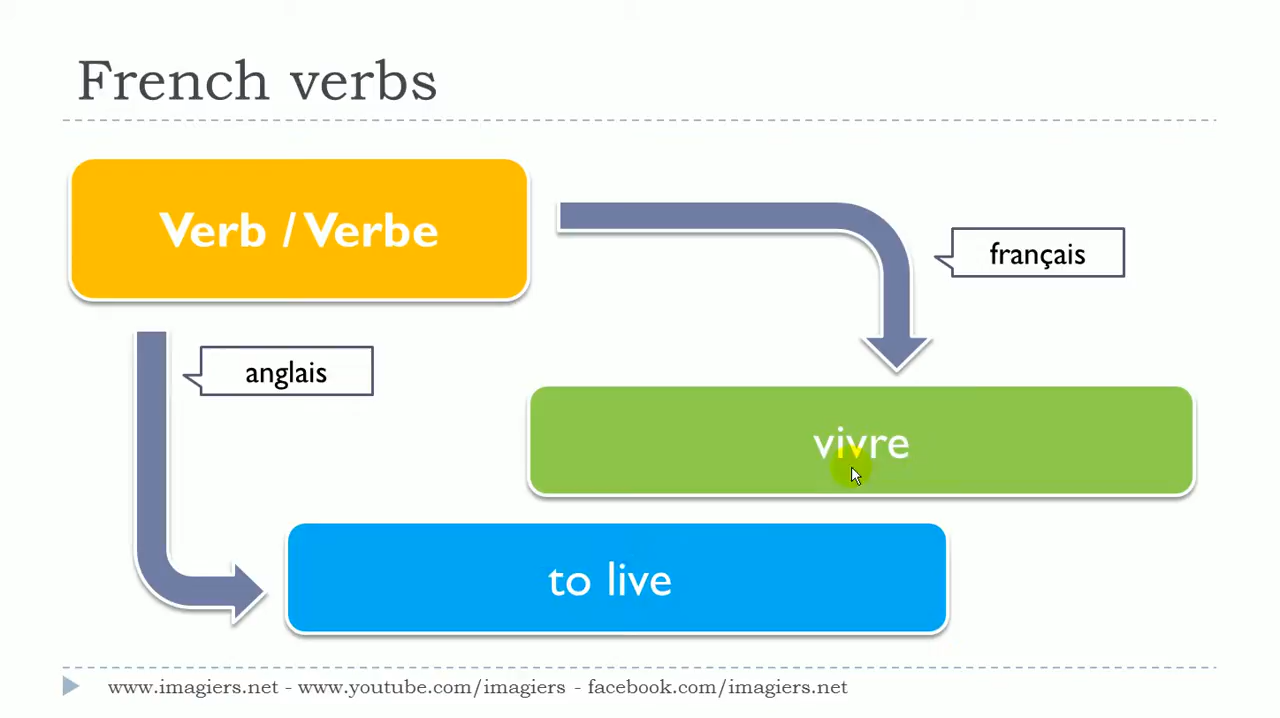 French verbs
Verb / Verbe
français
anglais
vivre
to live
www.imagiers.net - www.youtube.com/imagiers - facebook.com/imagiers.net